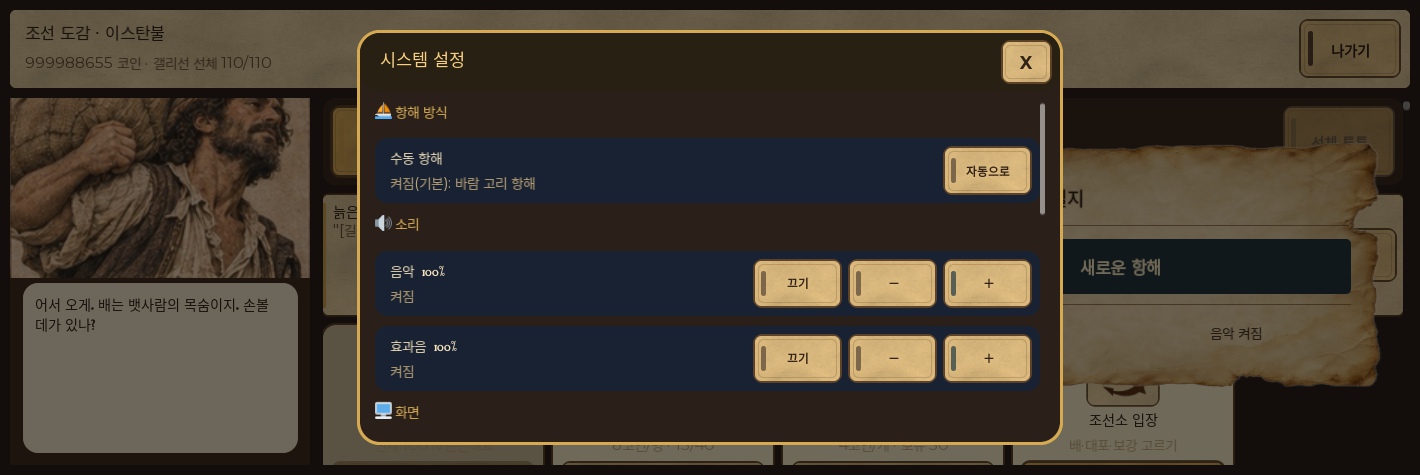 조선 도감 · 이스탄불
999988655 코인 · 갤리선 선체 110/110
나가기
시스템 설정
X
항해 방식
수동 항해
켜짐(기본): 바람 고리 항해
자동으로
소리
음악 100%
켜짐
끄기
−
+
효과음 100%
켜짐
끄기
−
+
화면
어서 오게. 배는 뱃사람의 목숨이지. 손볼
데가 있나?
늙은
"[길
새로운 항해
음악 켜짐
조선소 입장
배·대포·보강 고르기